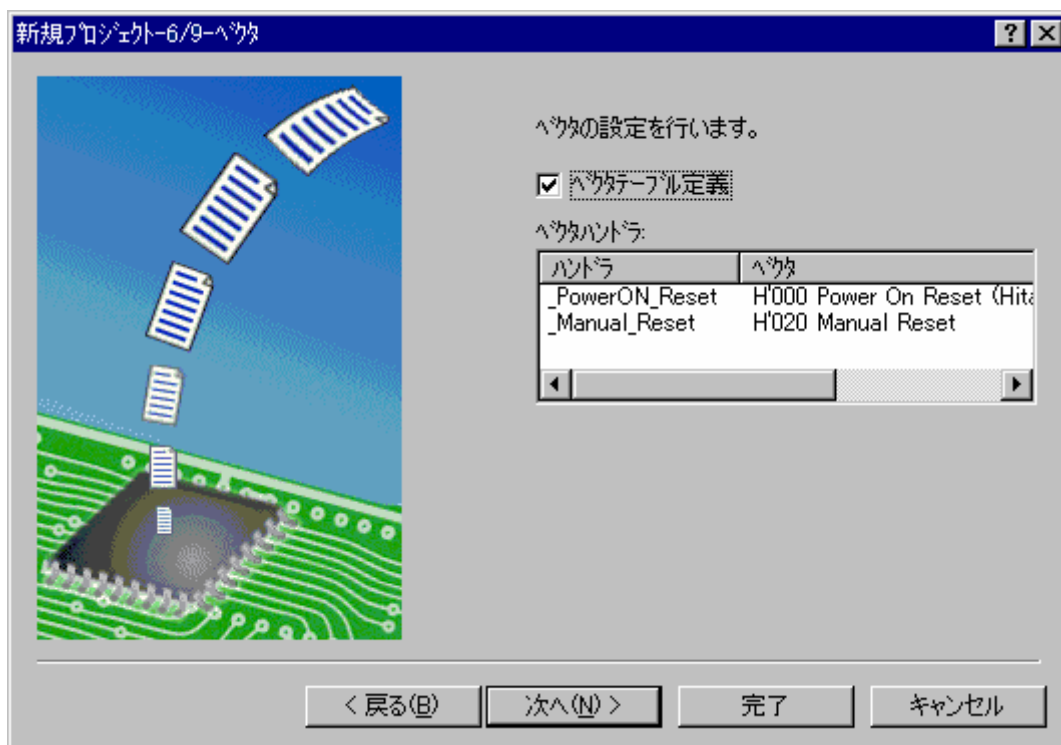 新規プロジェクト-6/9-ベクタ
ベクタの設定を行います。
ベクタテーブル定義
ベクタハンドラ:
ハンドラ ベクタ
_PowerON_Reset H'000 Power On Reset (Hita
_Manual_Reset H'020 Manual Reset
< 戻る(B) 次へ(N) > 完了 キャンセル